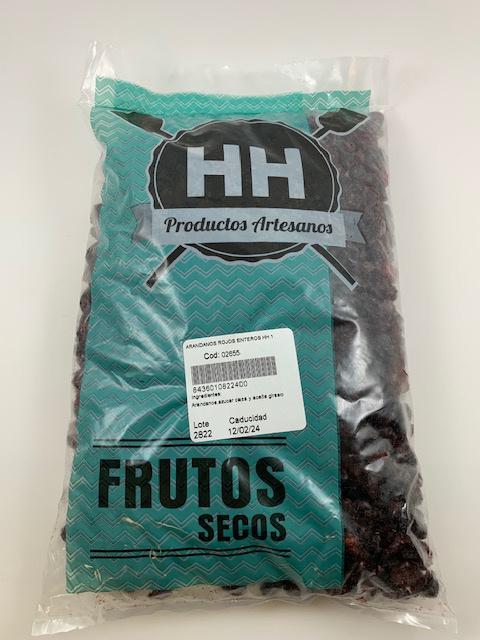 HH
Productos Artesanos
ARANDANOS ROJOS ENTEROS HH 1
Cod: 02655
8436010822400
Ingredientes:
Arandanos,azucar caña y aceite girasol
Lote Caducidad
2822 12/02/24
FRUTOS
SECOS